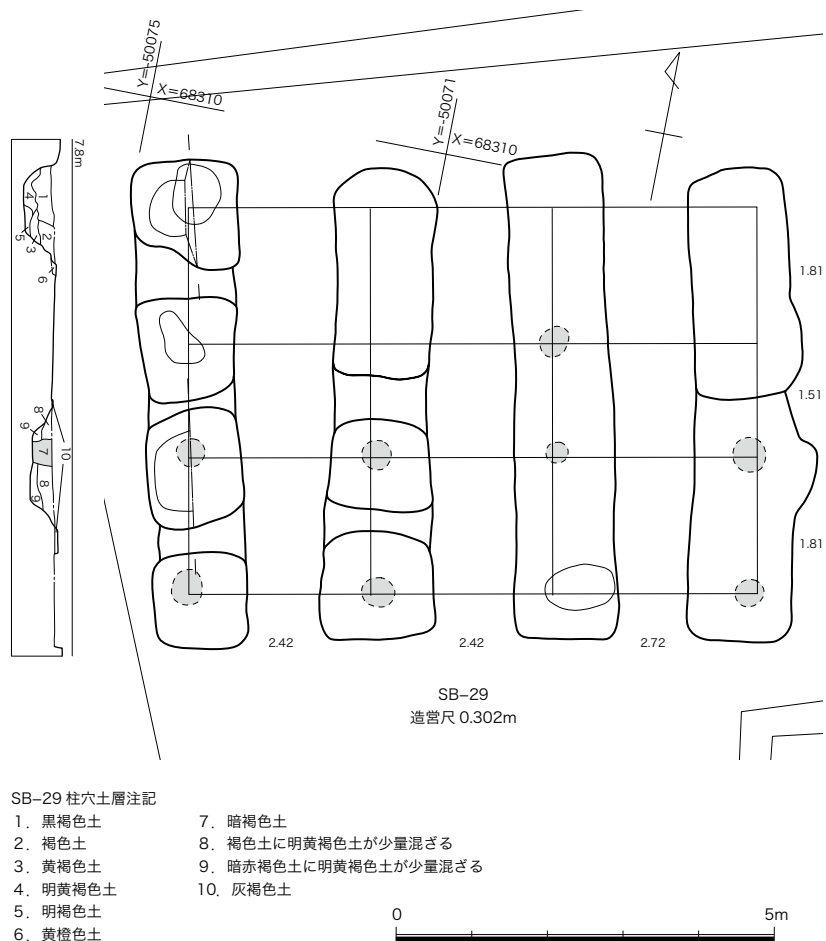 Y=-50075
X=68310
Y=-50071
X=68310
7.8m
1
4
2
5
3
6
8
9
7
10
8
9
1.81
1.51
1.81
2.42
2.42
2.72
SB–29
造営尺 0.302m
SB–29 柱穴土層注記
1．黒褐色土
2．褐色土
3．黄褐色土
4．明黄褐色土
5．明褐色土
6．黄橙色土
7．暗褐色土
8．褐色土に明黄褐色土が少量混ざる
9．暗赤褐色土に明黄褐色土が少量混ざる
10．灰褐色土
0
5m